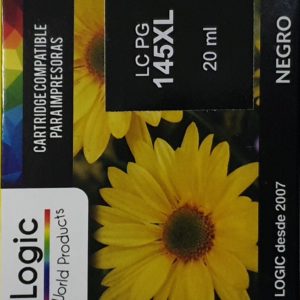 Logic
World Products
CARTRIDGE COMPATIBLE
PARA IMPRESORAS
LC PG
145XL
20 ml
LOGIC desde 2007
NEGRO